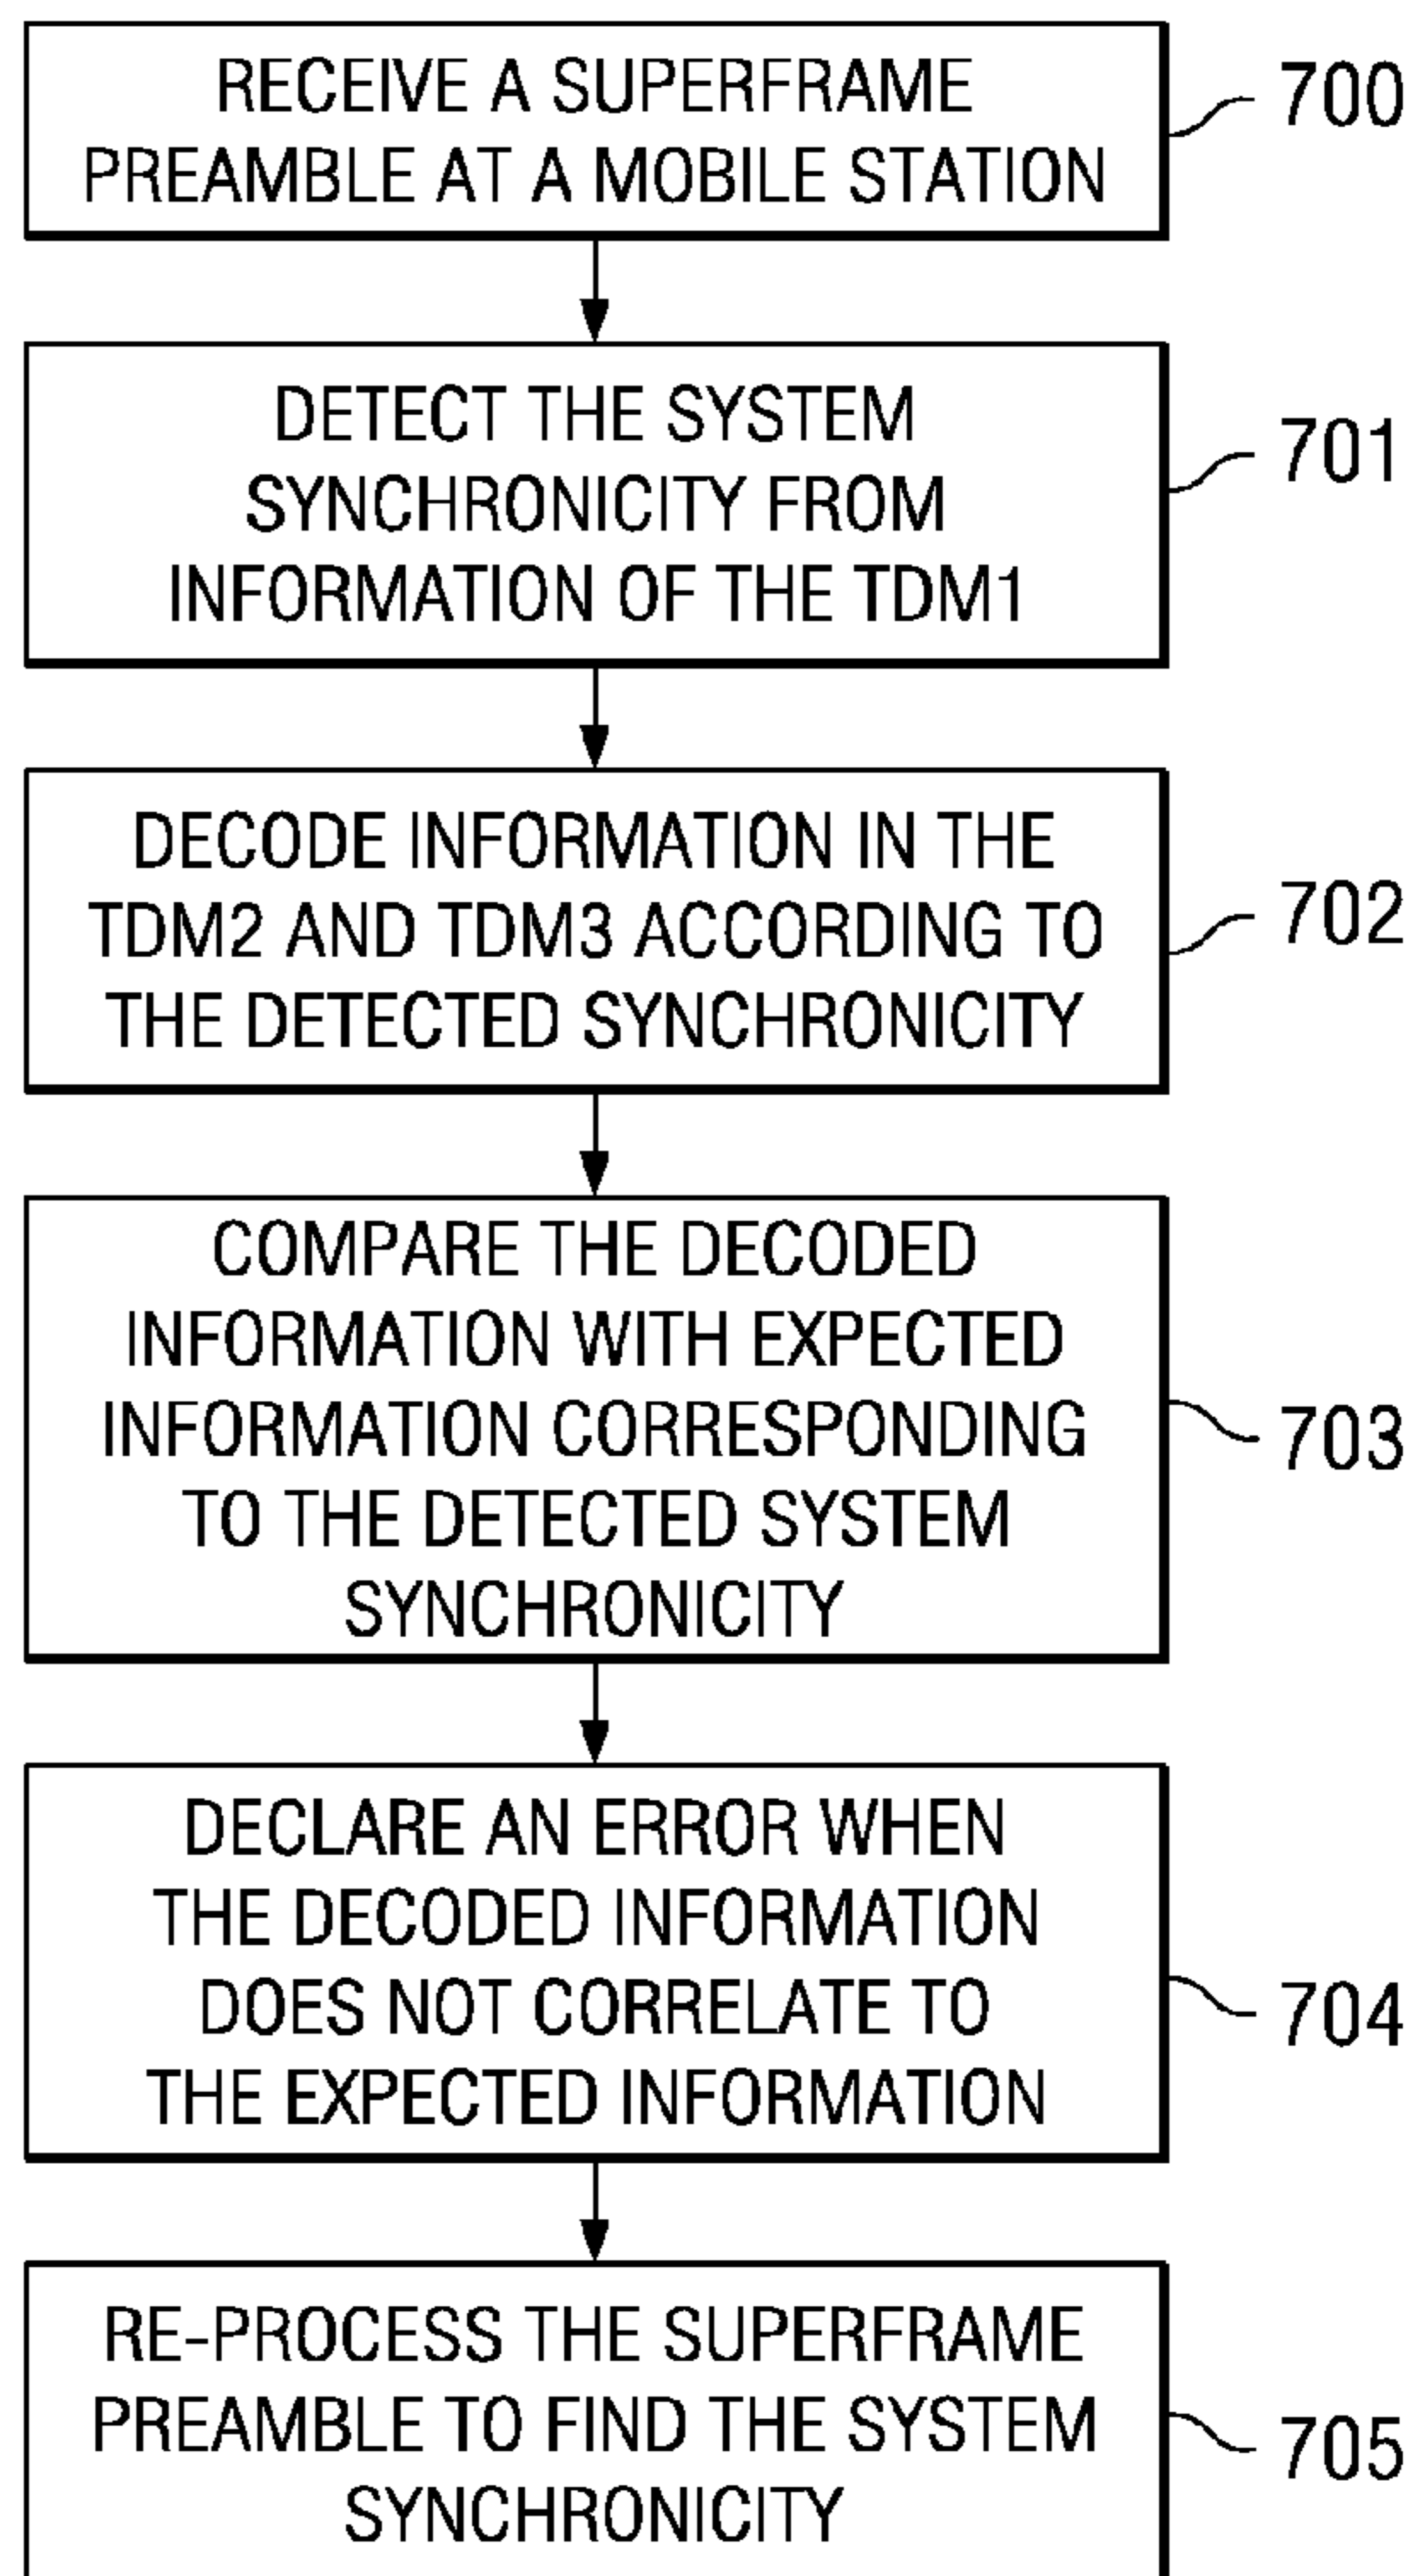 RECEIVE A SUPERFRAME
PREAMBLE AT A MOBILE STATION
700
DETECT THE SYSTEM
SYNCHRONICITY FROM
INFORMATION OF THE TDM1
701
DECODE INFORMATION IN THE
TDM2 AND TDM3 ACCORDING TO
THE DETECTED SYNCHRONICITY
702
COMPARE THE DECODED
INFORMATION WITH EXPECTED
INFORMATION CORRESPONDING
TO THE DETECTED SYSTEM
SYNCHRONICITY
703
DECLARE AN ERROR WHEN
THE DECODED INFORMATION
DOES NOT CORRELATE TO
THE EXPECTED INFORMATION
704
RE-PROCESS THE SUPERFRAME
PREAMBLE TO FIND THE SYSTEM
SYNCHRONICITY
705